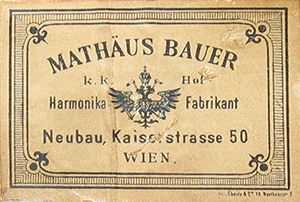 MATHÄUS BAUER
k. k. Hof
Harmonika Fabrikant
Neubau, Kaiserstrasse 50
WIEN.